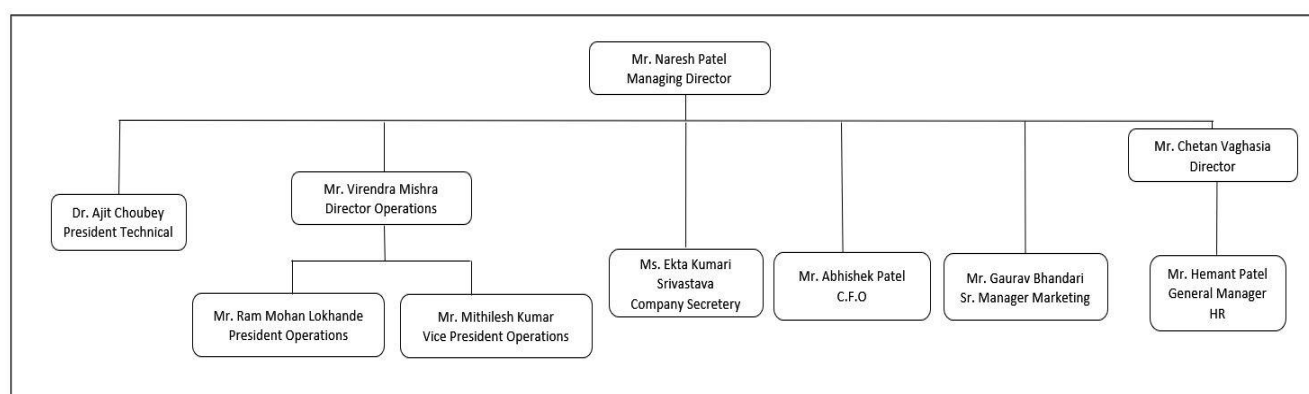 Mr. Naresh Patel
Managing Director
Mr. Chetan Vaghasia
Director
Mr. Virendra Mishra
Director Operations
Dr. Ajit Choubey
President Technical
Ms. Ekta Kumari
Srivastava
Company Secretery
Mr. Abhishek Patel
C.F.O
Mr. Gaurav Bhandari
Sr. Manager Marketing
Mr. Hemant Patel
General Manager
HR
Mr. Ram Mohan Lokhande
President Operations
Mr. Mithilesh Kumar
Vice President Operations